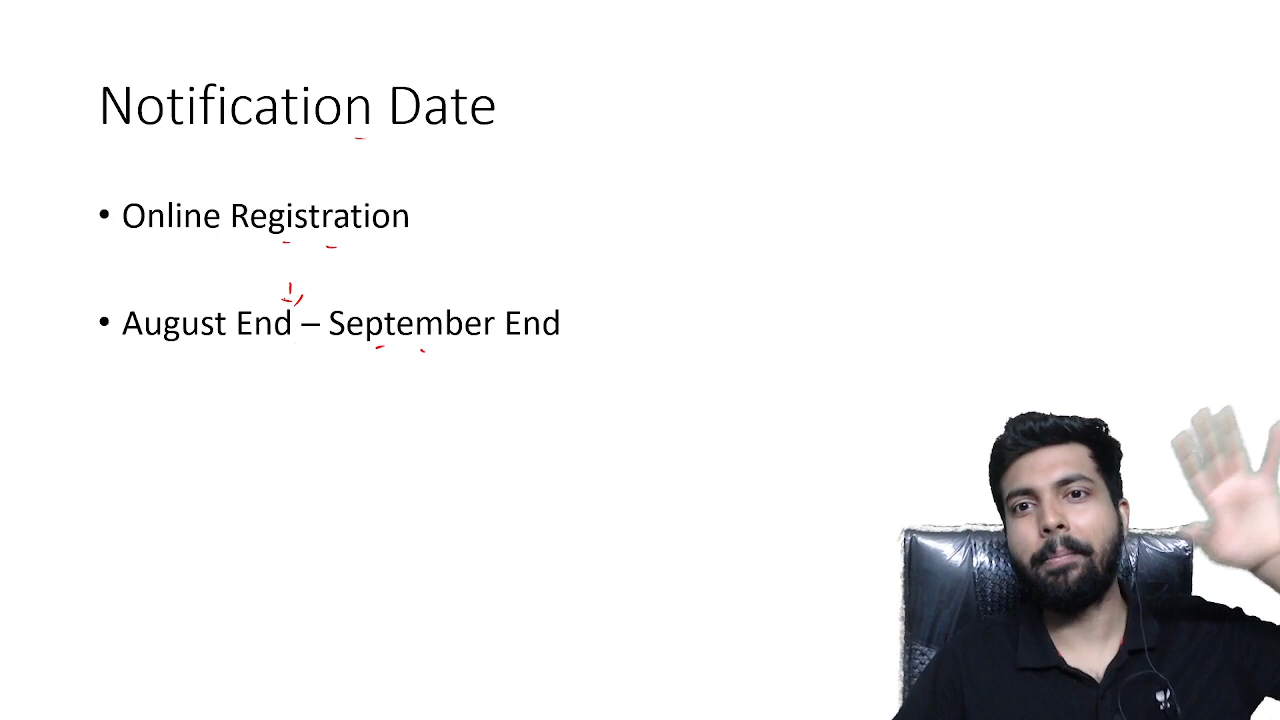 Notification Date
• Online Registration
• August End – September End